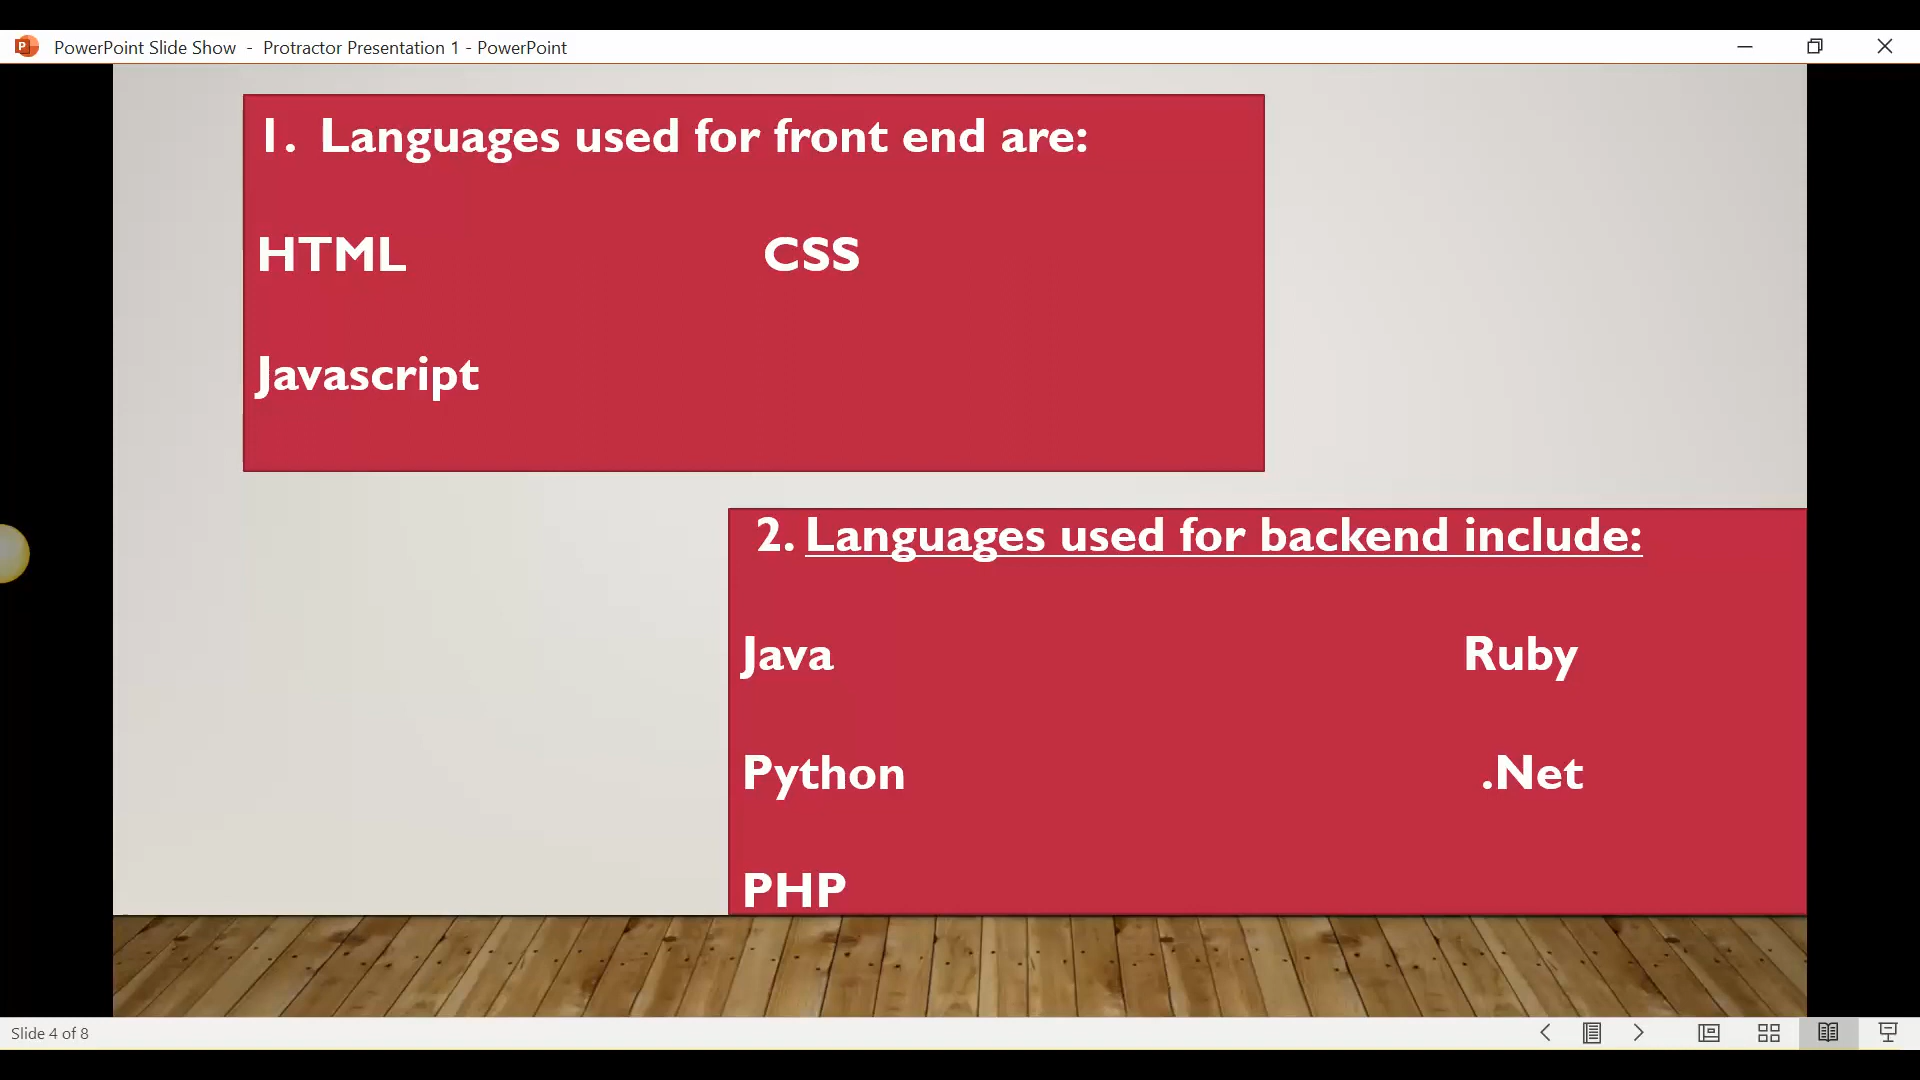 PowerPoint Slide Show - Protractor Presentation 1 - PowerPoint
1. Languages used for front end are:
HTML CSS
Javascript
2. Languages used for backend include:
Java Ruby
Python .Net
PHP
Slide 4 of 8